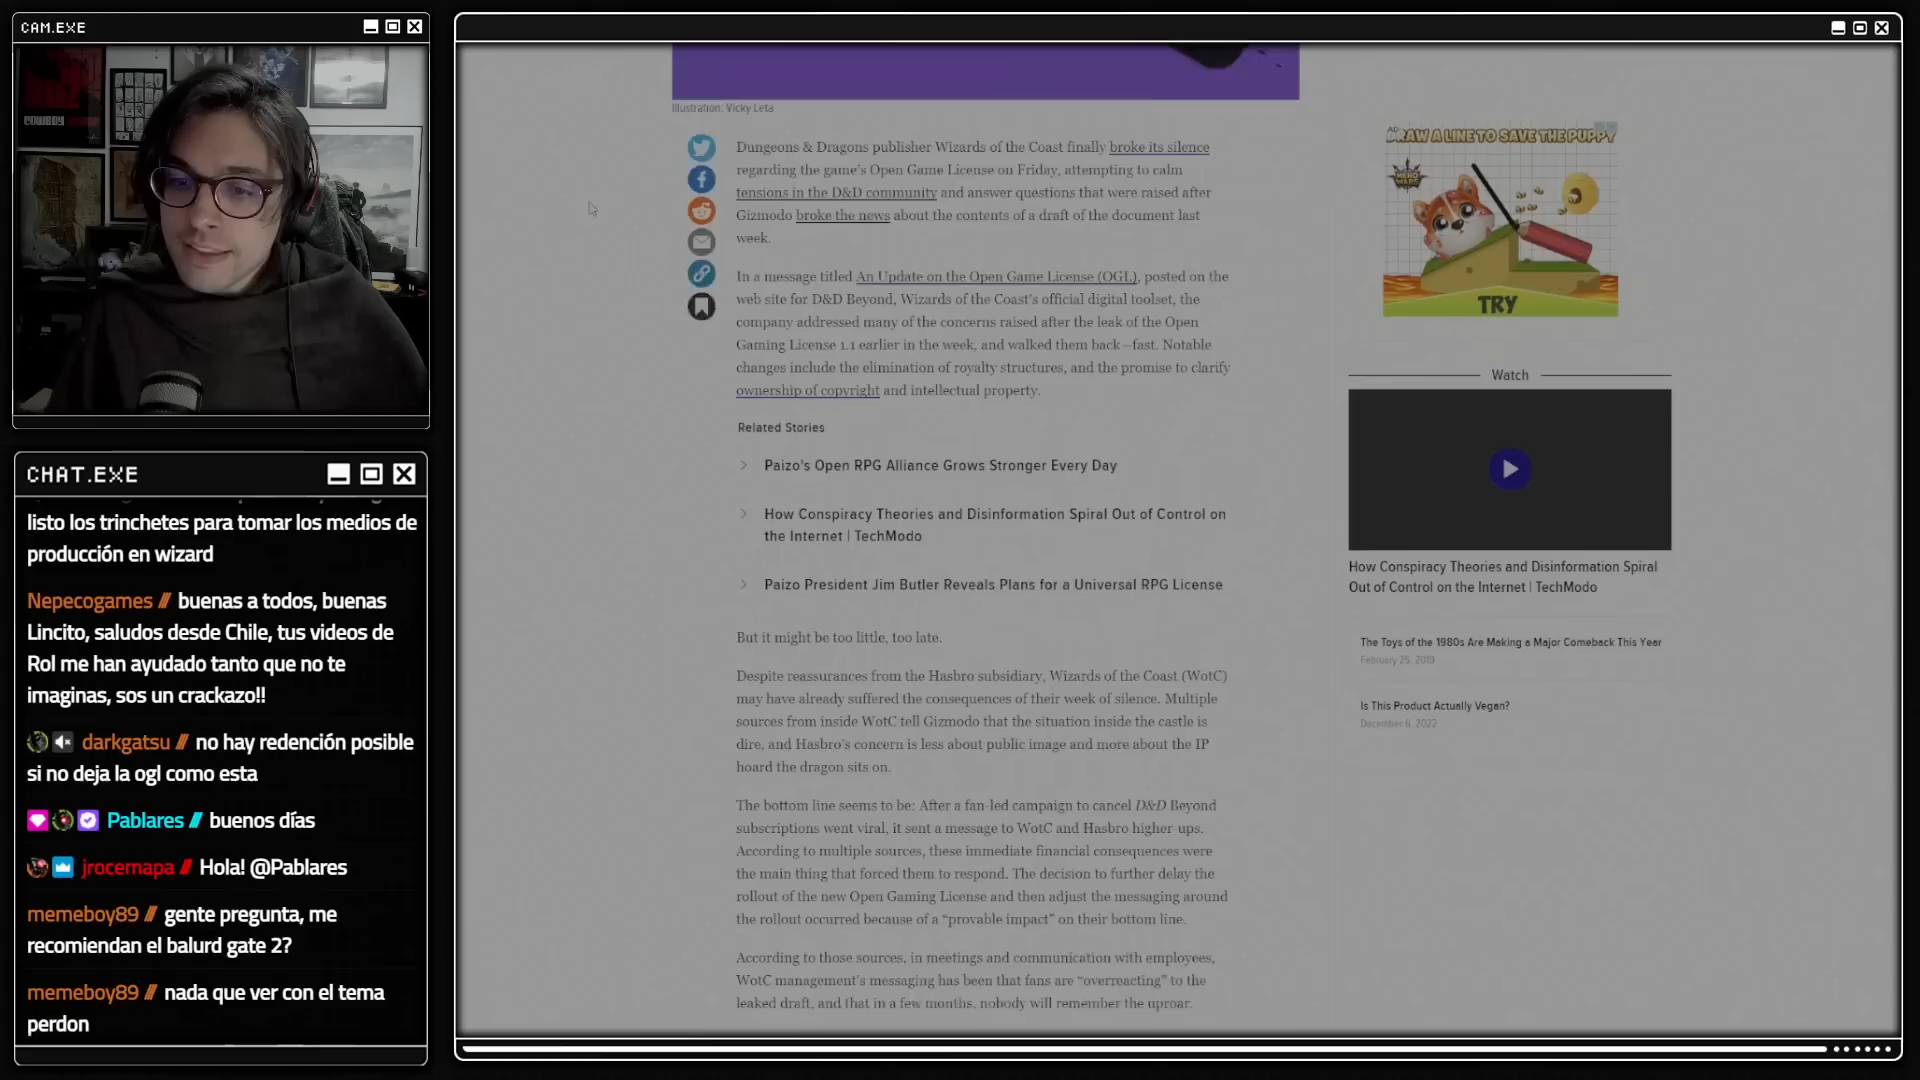 CAM.EXE
COWBOY
CHAT.EXE
listo los trinchetes para tomar los medios de
producción en wizard
Nepecogames // buenas a todos, buenas
Lincito, saludos desde Chile, tus videos de
Rol me han ayudado tanto que no te
imaginas, sos un crackazo!!
darkgatsu // no hay redención posible
si no deja la ogl como esta
Pablares // buenos días
jrocemapa // Hola! @Pablares
memeboy89 // gente pregunta, me
recomiendan el balurd gate 2?
memeboy89 // nada que ver con el tema
perdon
Illustration: Vicky Leta
Dungeons & Dragons publisher Wizards of the Coast finally broke its silence
regarding the game's Open Game License on Friday, attempting to calm
tensions in the D&D community and answer questions that were raised after
Gizmodo broke the news about the contents of a draft of the document last
week.
In a message titled An Update on the Open Game License (OGL), posted on the
web site for D&D Beyond, Wizards of the Coast's official digital toolset, the
company addressed many of the concerns raised after the leak of the Open
Gaming License 1.1 earlier in the week, and walked them back—fast. Notable
changes include the elimination of royalty structures, and the promise to clarify
ownership of copyright and intellectual property.
Related Stories
Paizo's Open RPG Alliance Grows Stronger Every Day
How Conspiracy Theories and Disinformation Spiral Out of Control on
the Internet | TechModo
Paizo President Jim Butler Reveals Plans for a Universal RPG License
But it might be too little, too late.
Despite reassurances from the Hasbro subsidiary, Wizards of the Coast (WotC)
may have already suffered the consequences of their week of silence. Multiple
sources from inside WotC tell Gizmodo that the situation inside the castle is
dire, and Hasbro's concern is less about public image and more about the IP
hoard the dragon sits on.
The bottom line seems to be: After a fan-led campaign to cancel D&D Beyond
subscriptions went viral, it sent a message to WotC and Hasbro higher-ups.
According to multiple sources, these immediate financial consequences were
the main thing that forced them to respond. The decision to further delay the
rollout of the new Open Gaming License and then adjust the messaging around
the rollout occurred because of a “provable impact” on their bottom line.
According to those sources, in meetings and communication with employees,
WotC management's messaging has been that fans are “overreacting” to the
leaked draft, and that in a few months, nobody will remember the uproar.
AD
DRAW A LINE TO SAVE THE PUPPY
HERO
WARS
TRY
Watch
How Conspiracy Theories and Disinformation Spiral
Out of Control on the Internet | TechModo
The Toys of the 1980s Are Making a Major Comeback This Year
February 25, 2019
Is This Product Actually Vegan?
December 6, 2022